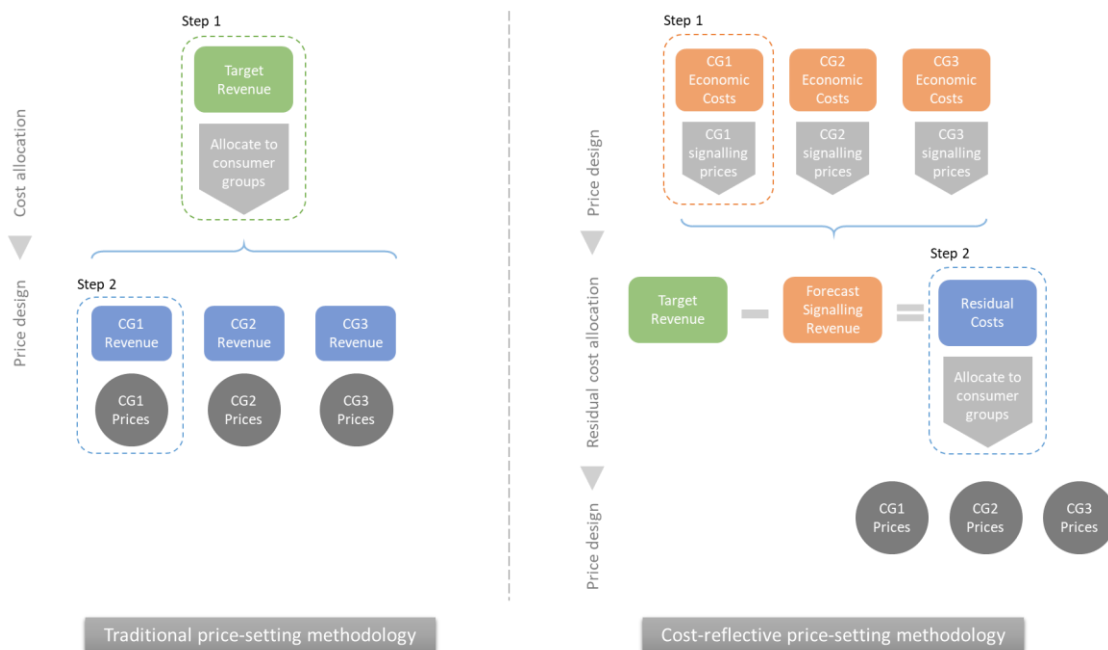 Step 1
Target
Revenue
Allocate to
consumer
groups
Cost allocation
Price design
Step 2
CG1
Revenue
CG2
Revenue
CG3
Revenue
CG1
Prices
CG2
Prices
CG3
Prices
Traditional price-setting methodology
Step 1
CG1
Economic
Costs
CG2
Economic
Costs
CG3
Economic
Costs
CG1
signalling
prices
CG2
signalling
prices
CG3
signalling
prices
Price design
Residual cost allocation
Price design
Step 2
Target
Revenue
Forecast
Signalling
Revenue
Residual
Costs
Allocate to
consumer
groups
CG1
Prices
CG2
Prices
CG3
Prices
Cost-reflective price-setting methodology